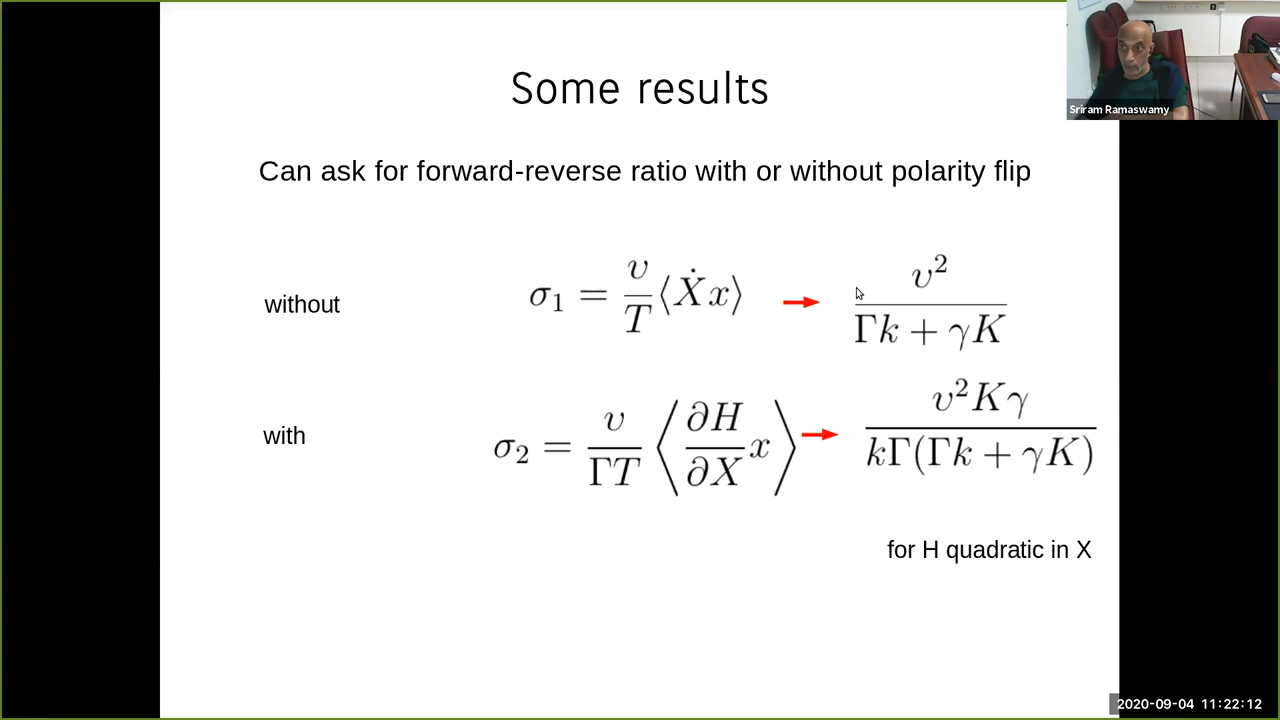 Some results
Sriram Ramaswamy
Can ask for forward-reverse ratio with or without polarity flip
without
σ₁ = υ/T ⟨Ẋx⟩ → υ²/(Γk + γK)
with
σ₂ = υ/(ΓT) ⟨∂H/∂X x⟩ → υ²Kγ/(kΓ(Γk + γK))
for H quadratic in X
2020-09-04 11:22:12